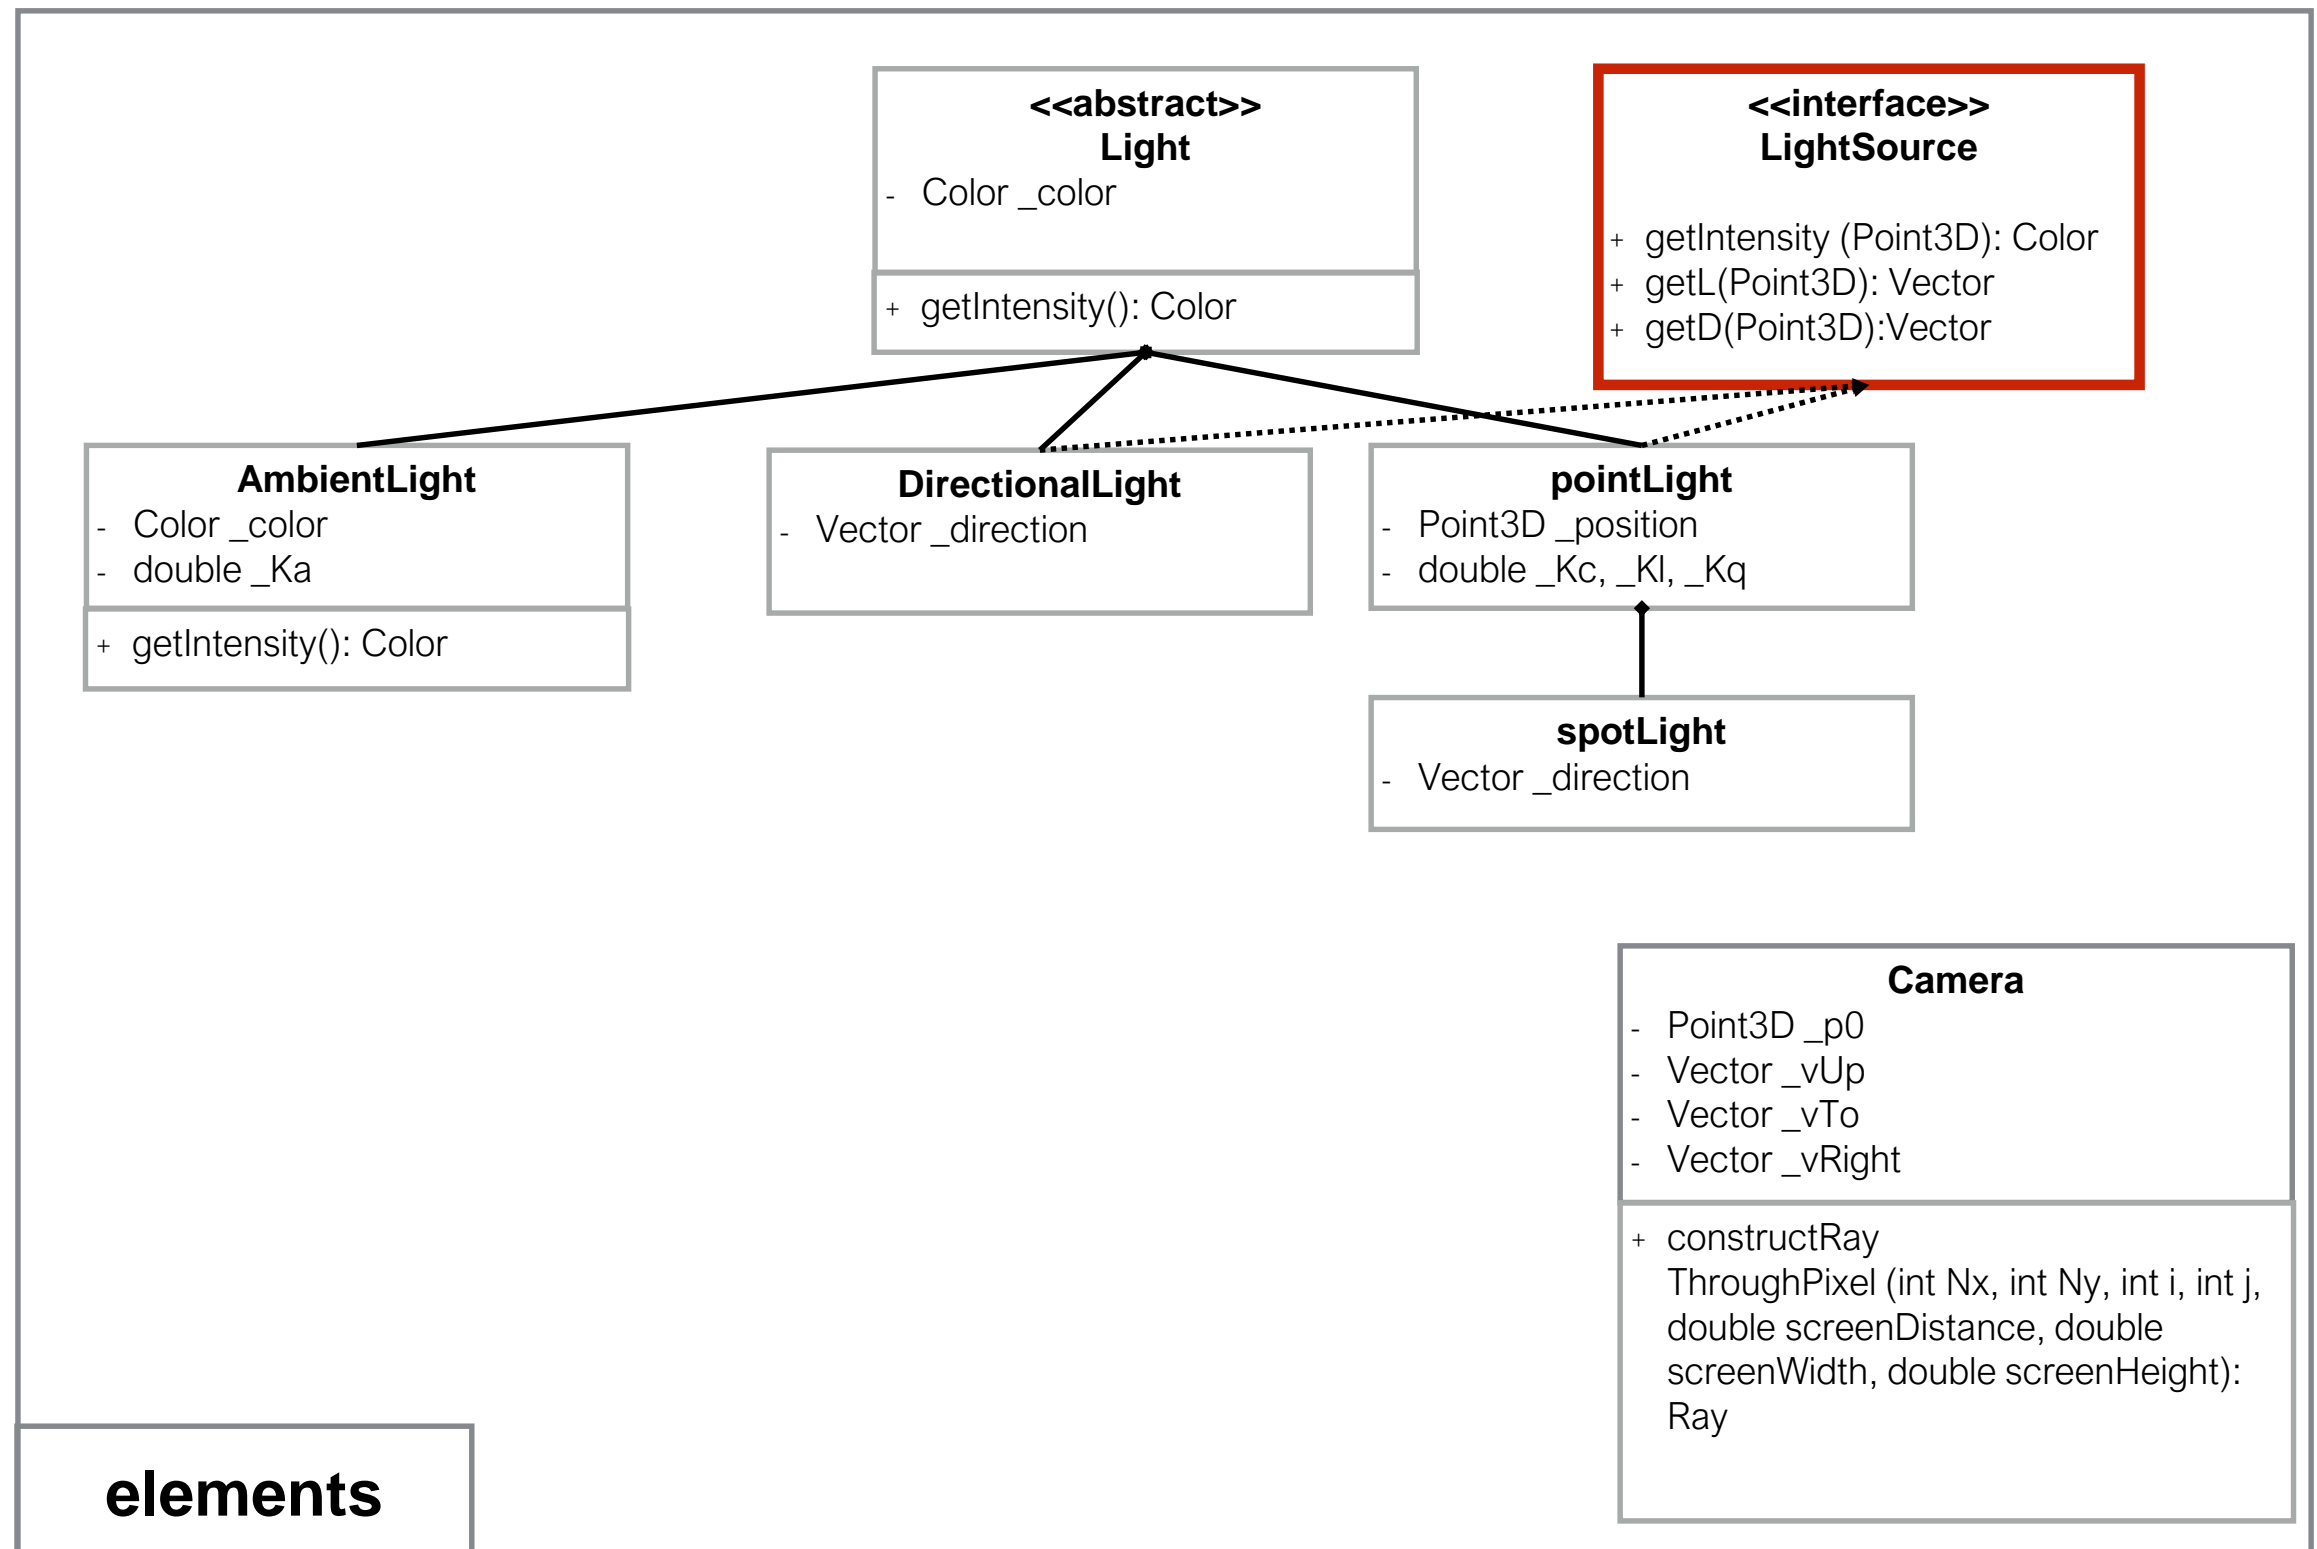 <<abstract>>
Light
- Color _color
+ getIntensity(): Color
<<interface>>
LightSource
+ getIntensity (Point3D): Color
+ getL(Point3D): Vector
+ getD(Point3D):Vector
AmbientLight
- Color _color
- double _Ka
+ getIntensity(): Color
DirectionalLight
- Vector _direction
pointLight
- Point3D _position
- double _Kc, _Kl, _Kq
spotLight
- Vector _direction
Camera
- Point3D _p0
- Vector _vUp
- Vector _vTo
- Vector _vRight
+ constructRay
ThroughPixel (int Nx, int Ny, int i, int j,
double screenDistance, double
screenWidth, double screenHeight):
Ray
elements